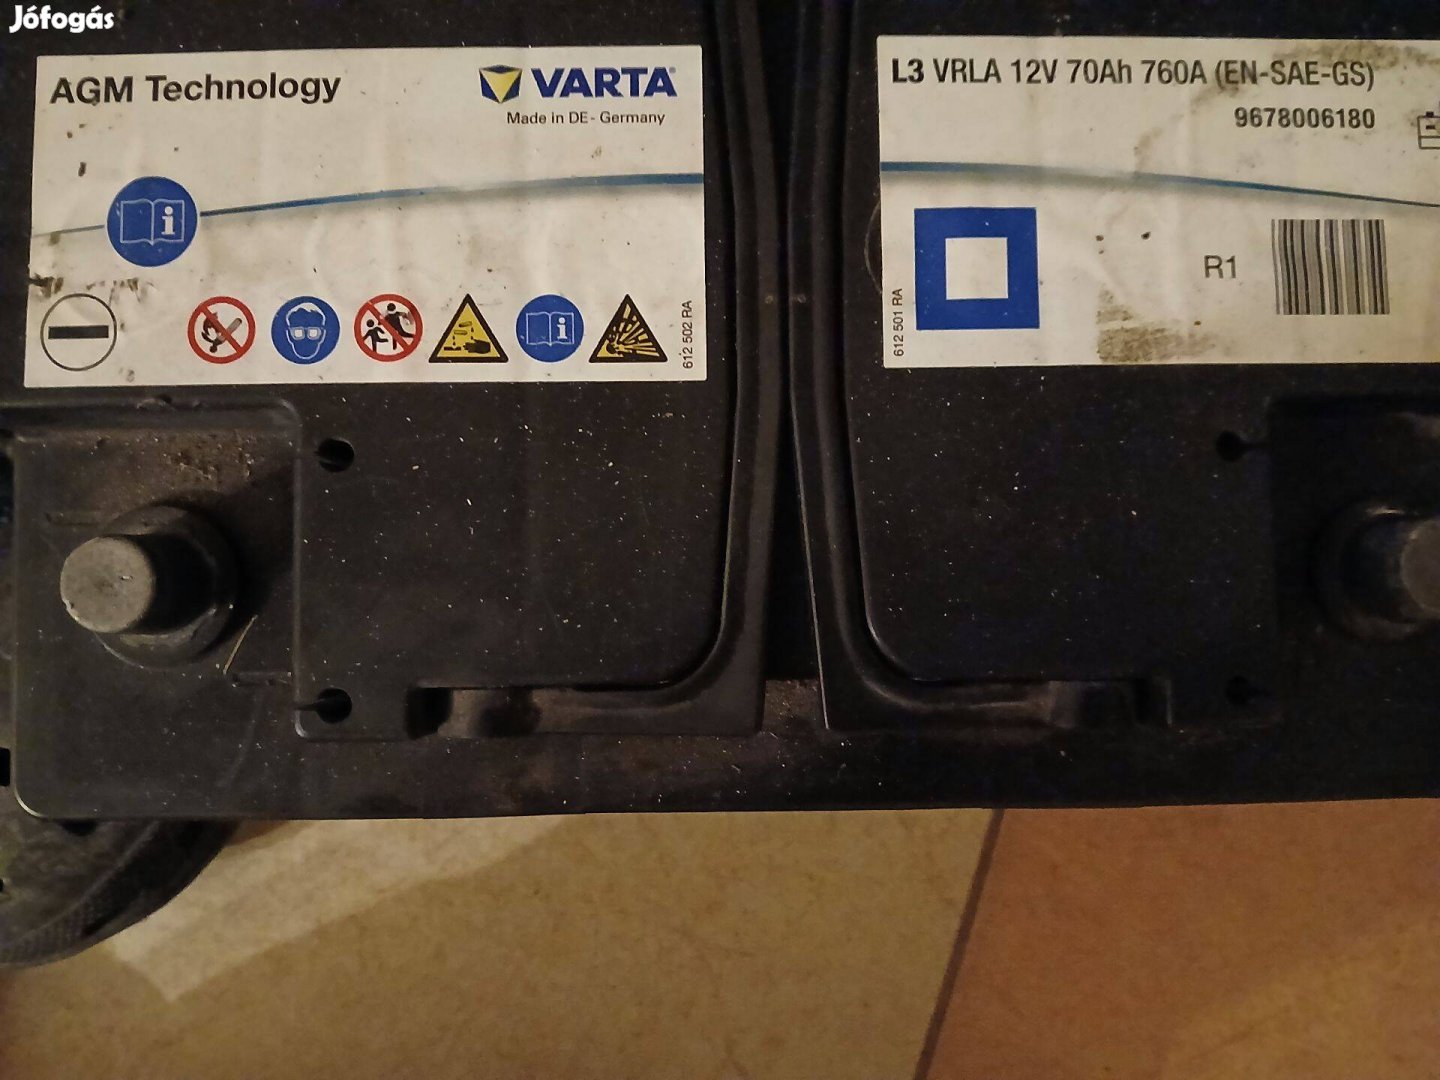 Jófogás
AGM Technology
VARTA
Made in DE - Germany
i
i
612 502 RA
L3 VRLA 12V 70Ah 760A (EN-SAE-GS)
9678006180
R1
612 501 RA